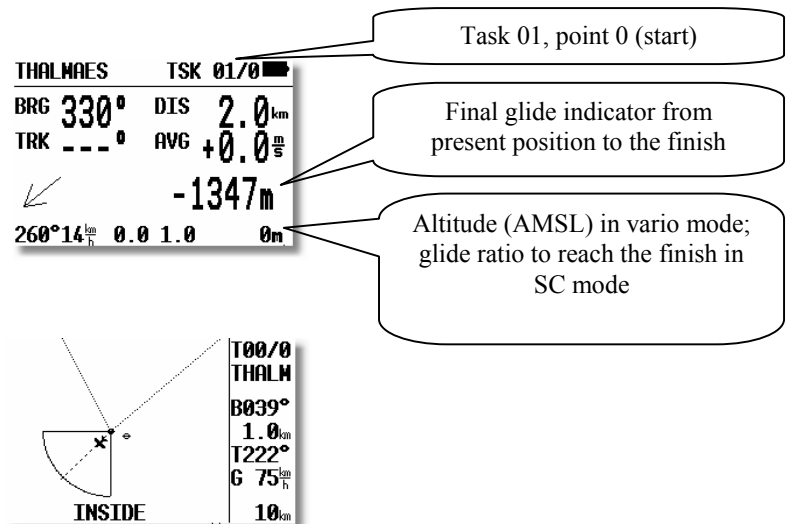 Task 01, point 0 (start)
THALMAES TSK 01/0
BRG 330° DIS 2.0km
TRK ---° AVG +0.0m/s
-1347m
260°14km/h 0.0 1.0 0m
Final glide indicator from
present position to the finish
Altitude (AMSL) in vario mode;
glide ratio to reach the finish in
SC mode
T00/0
THALM
B039°
1.0km
T222°
G 75km/h
INSIDE 10km